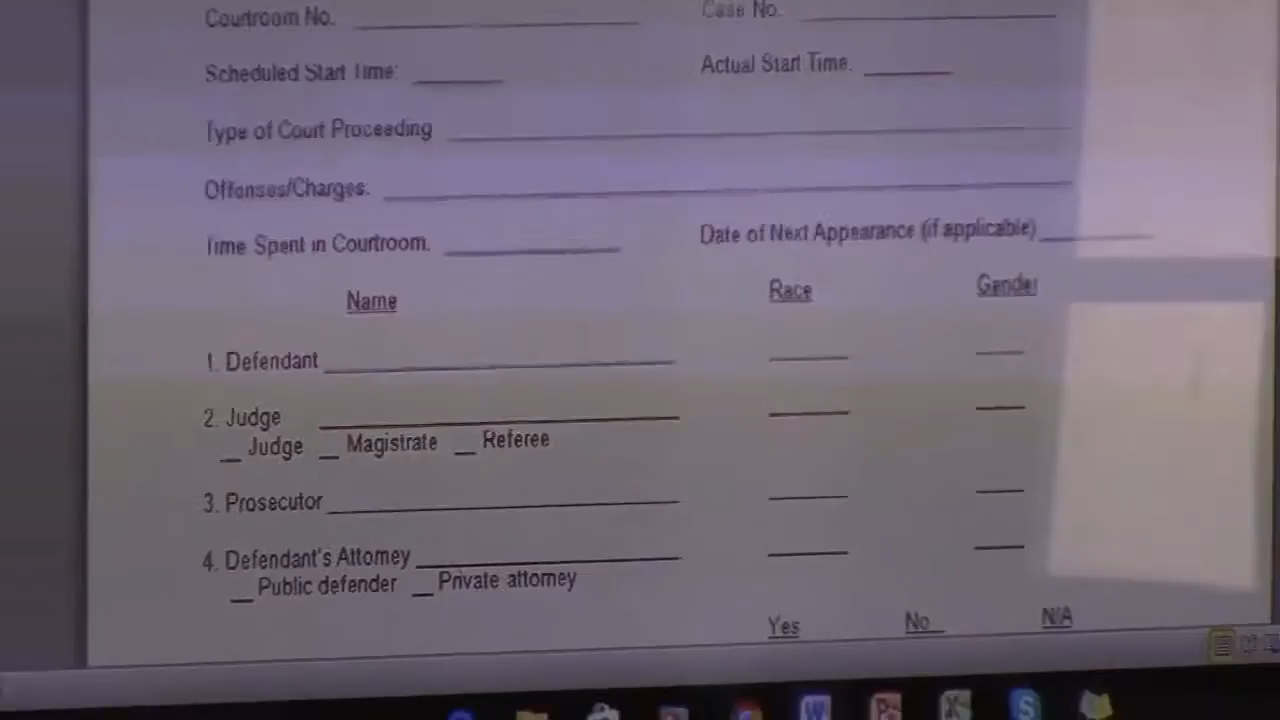 Courtroom No. Case No.
Scheduled Start Time: Actual Start Time.
Type of Court Proceeding
Offenses/Charges:
Time Spent in Courtroom. Date of Next Appearance (if applicable)
Name Race Gender
1. Defendant
2. Judge
Judge Magistrate Referee
3. Prosecutor
4. Defendant's Attorney
Public defender Private attorney
Yes No N/A